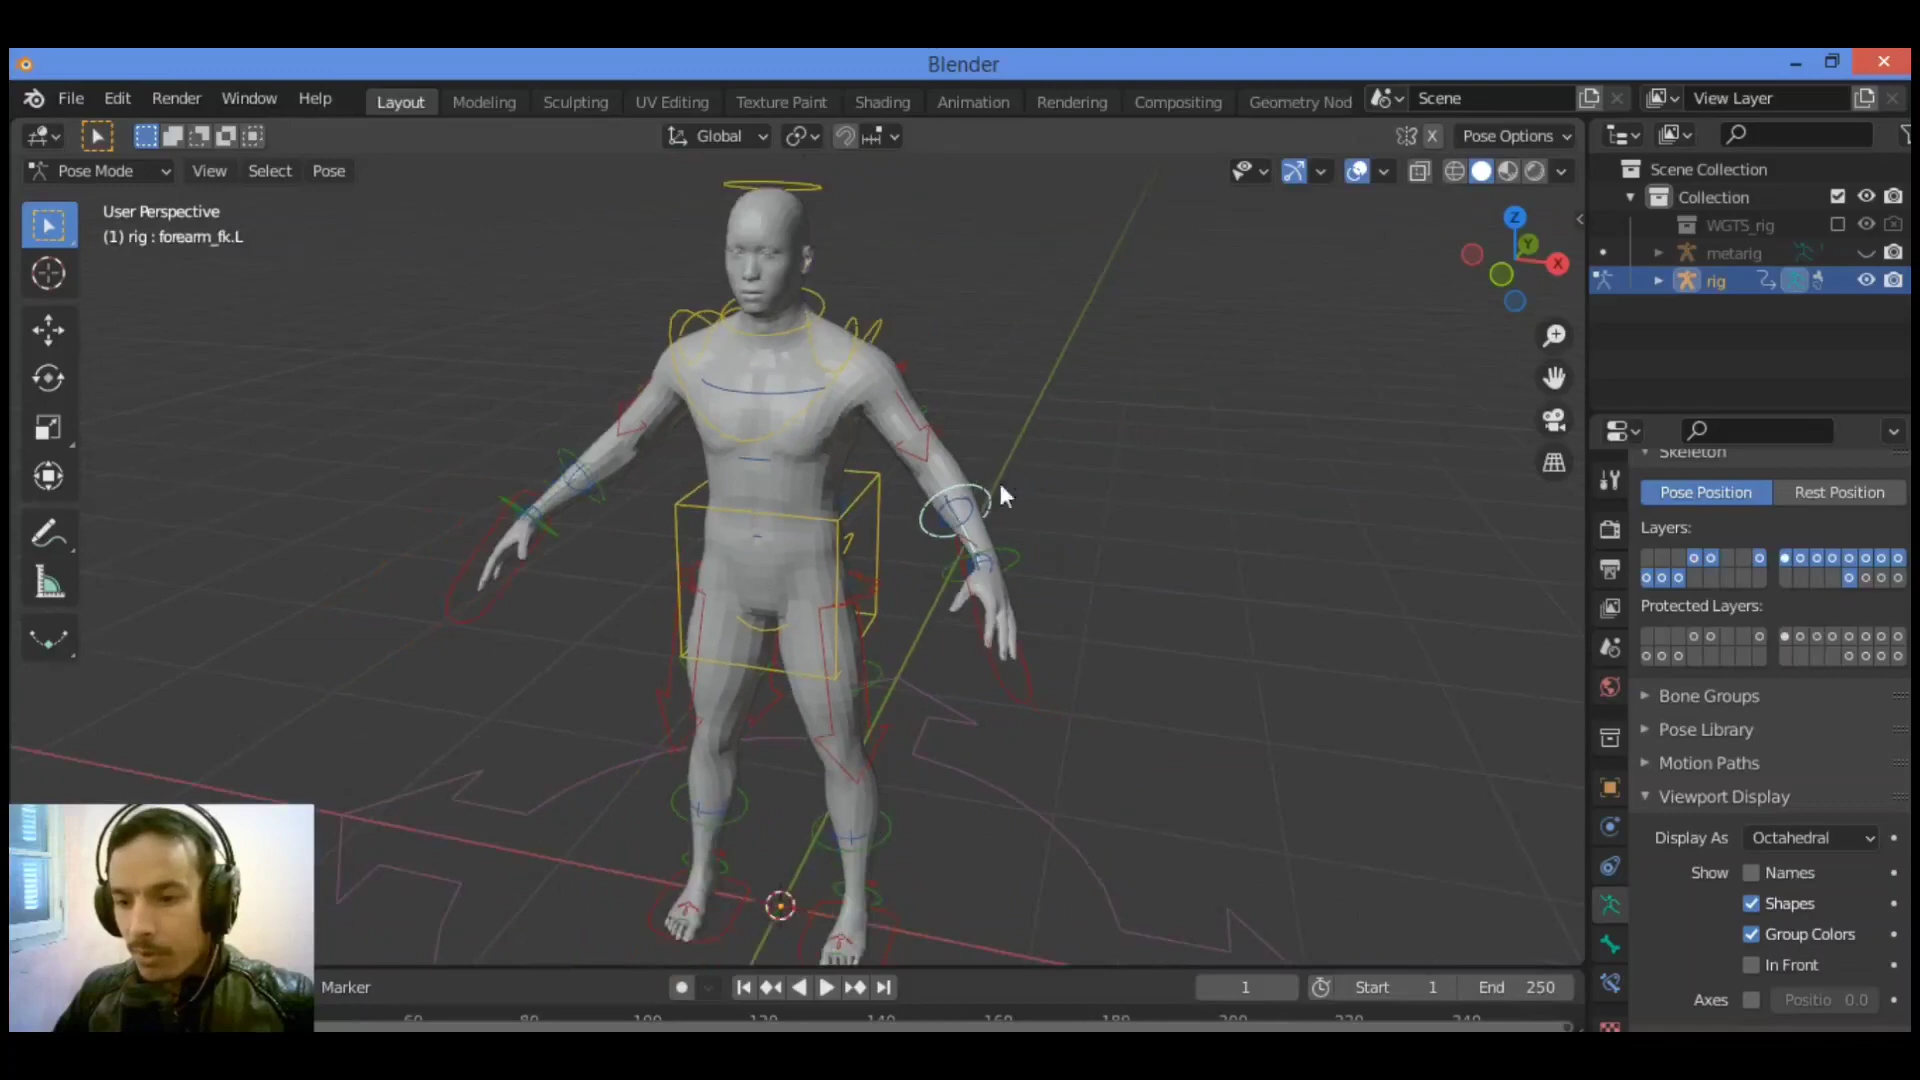 Blender
File Edit Render Window Help Layout Modeling Sculpting UV Editing Texture Paint Shading Animation Rendering Compositing Geometry Nod Scene View Layer
Global X Pose Options
Pose Mode View Select Pose
User Perspective
(1) rig : forearm_fk.L
Z
Y
X
Scene Collection
Collection
WGTS_rig
metarig
rig
Skeleton
Pose Position Rest Position
Layers:
Protected Layers:
Bone Groups
Pose Library
Motion Paths
Viewport Display
Display As Octahedral
Show Names
Shapes
Group Colors
In Front
Axes Positio 0.0
Marker 1 Start 1 End 250
60 80 100 120 140 160 180 200 220 240